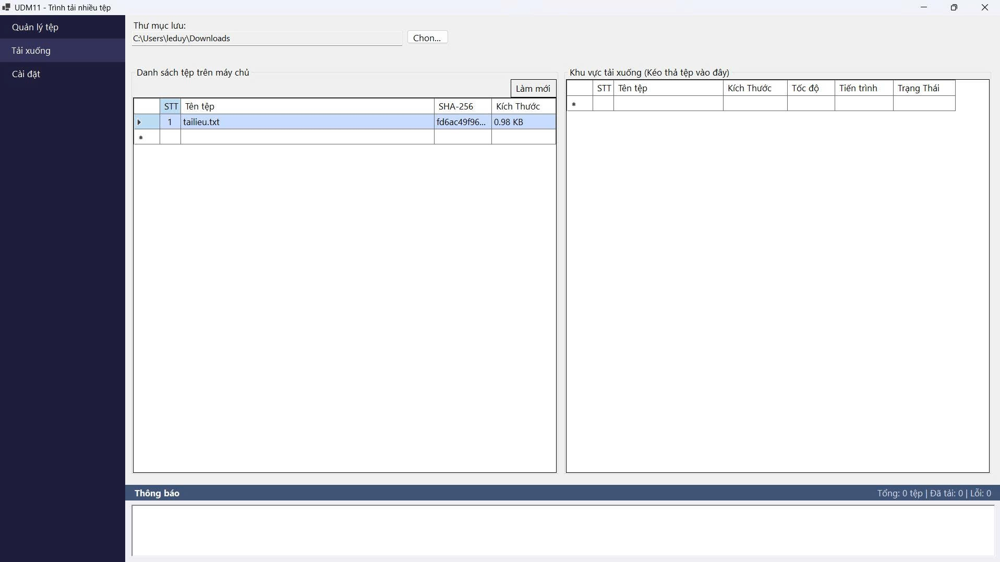 UDM11 - Trình tải nhiều tệp
Quản lý tệp
Tải xuống
Cài đặt
Thư mục lưu:
C:\Users\leduy\Downloads
Chon...
Danh sách tệp trên máy chủ
Làm mới
STT Tên tệp SHA-256 Kích Thước
1 tailieu.txt fd6ac49f96... 0.98 KB
Khu vực tải xuống (Kéo thả tệp vào đây)
STT Tên tệp Kích Thước Tốc độ Tiến trình Trạng Thái
Thông báo
Tổng: 0 tệp | Đã tải: 0 | Lỗi: 0